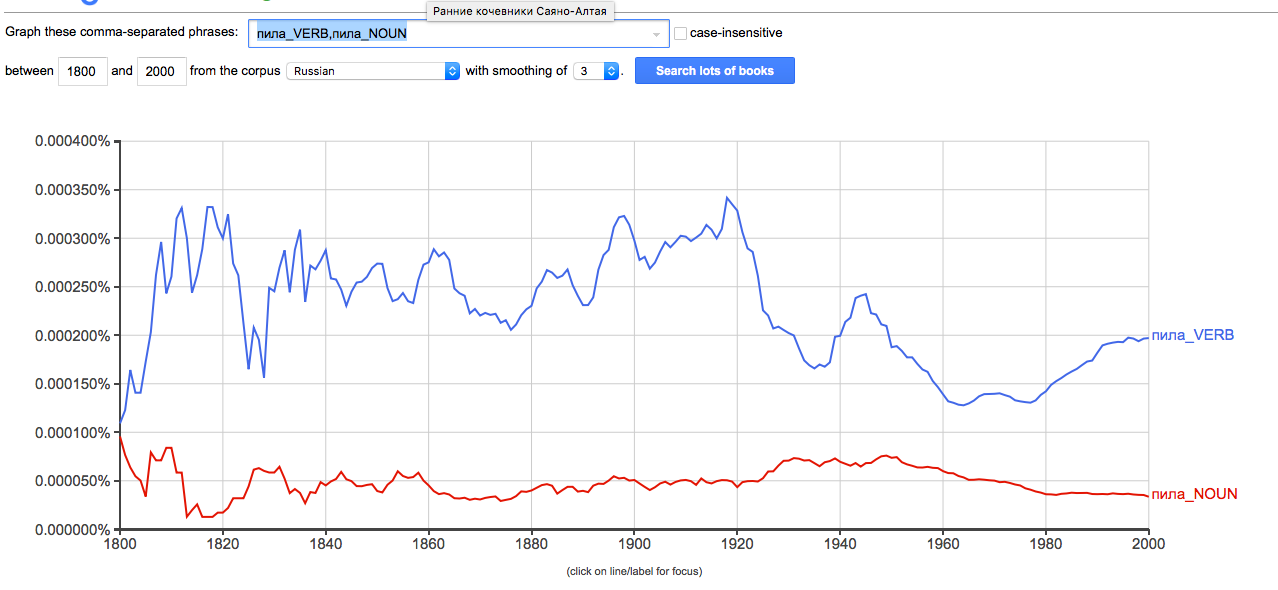 Ранние кочевники Саяно-Алтая
Graph these comma-separated phrases: пила_VERB,пила_NOUN case-insensitive
between 1800 and 2000 from the corpus Russian with smoothing of 3 . Search lots of books
0.000400%
0.000350%
0.000300%
0.000250%
0.000200%
0.000150%
0.000100%
0.000050%
0.000000%
пила_VERB
пила_NOUN
1800 1820 1840 1860 1880 1900 1920 1940 1960 1980 2000
(click on line/label for focus)